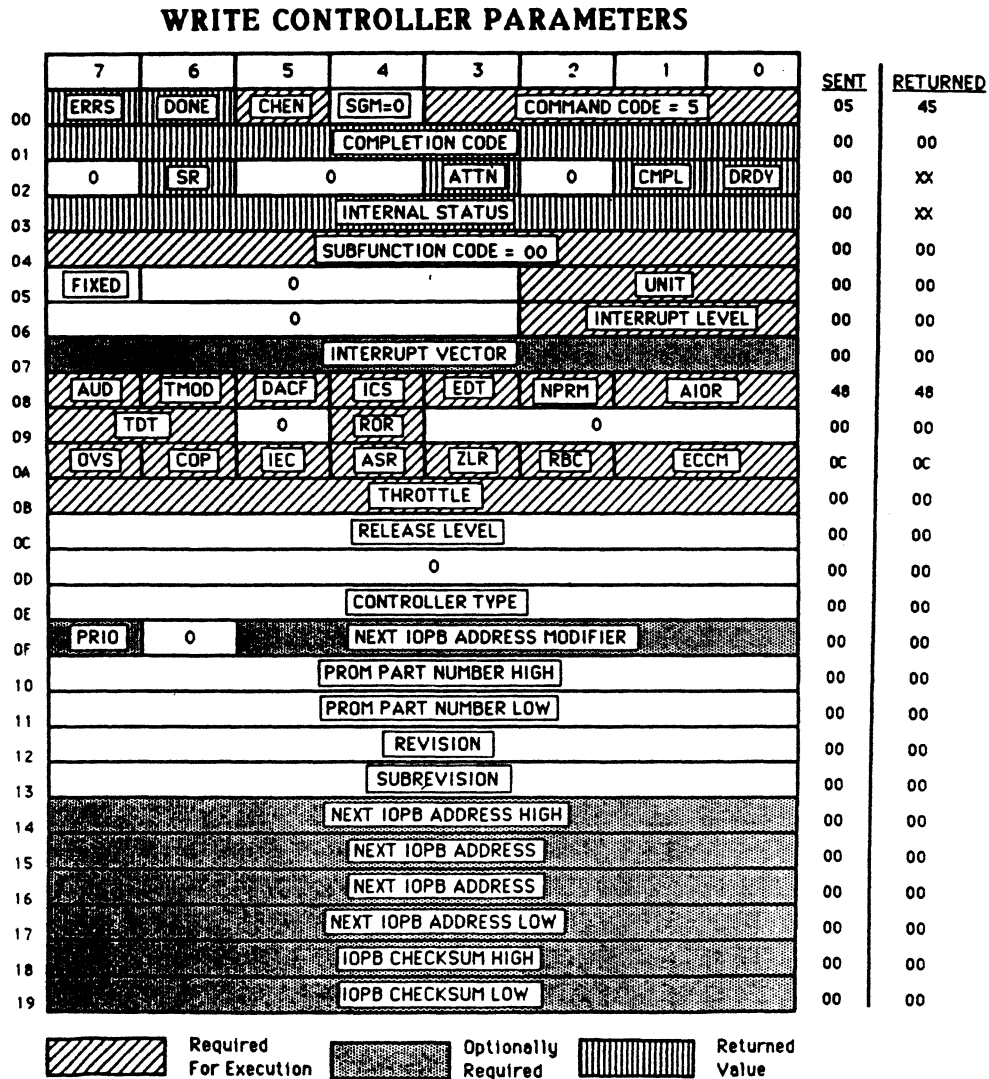 WRITE CONTROLLER PARAMETERS
7 6 5 4 3 2 1 0 SENT RETURNED
00 ERRS DONE CHEN SGM=0 COMMAND CODE = 5 05 45
01 COMPLETION CODE 00 00
02 0 SR 0 ATTN 0 CMPL DRDY 00 XX
03 INTERNAL STATUS 00 XX
04 SUBFUNCTION CODE = 00 00 00
05 FIXED 0 UNIT 00 00
06 0 INTERRUPT LEVEL 00 00
07 INTERRUPT VECTOR 00 00
08 AUD TMOD DACF ICS EDT NPRM AIOR 48 48
09 TDT 0 ROR 0 00 00
0A OVS COP IEC ASR ZLR RBC ECCM 0C 0C
0B THROTTLE 00 00
0C RELEASE LEVEL 00 00
0D 0 00 00
0E CONTROLLER TYPE 00 00
0F PRIO 0 NEXT IOPB ADDRESS MODIFIER 00 00
10 PROM PART NUMBER HIGH 00 00
11 PROM PART NUMBER LOW 00 00
12 REVISION 00 00
13 SUBREVISION 00 00
14 NEXT IOPB ADDRESS HIGH 00 00
15 NEXT IOPB ADDRESS 00 00
16 NEXT IOPB ADDRESS 00 00
17 NEXT IOPB ADDRESS LOW 00 00
18 IOPB CHECKSUM HIGH 00 00
19 IOPB CHECKSUM LOW 00 00
Required Optionally Returned
For Execution Required Value